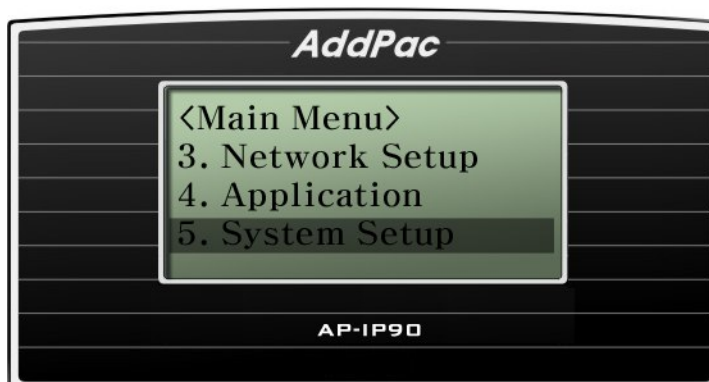 AddPac
<Main Menu>
3. Network Setup
4. Application
5. System Setup
AP-IP90